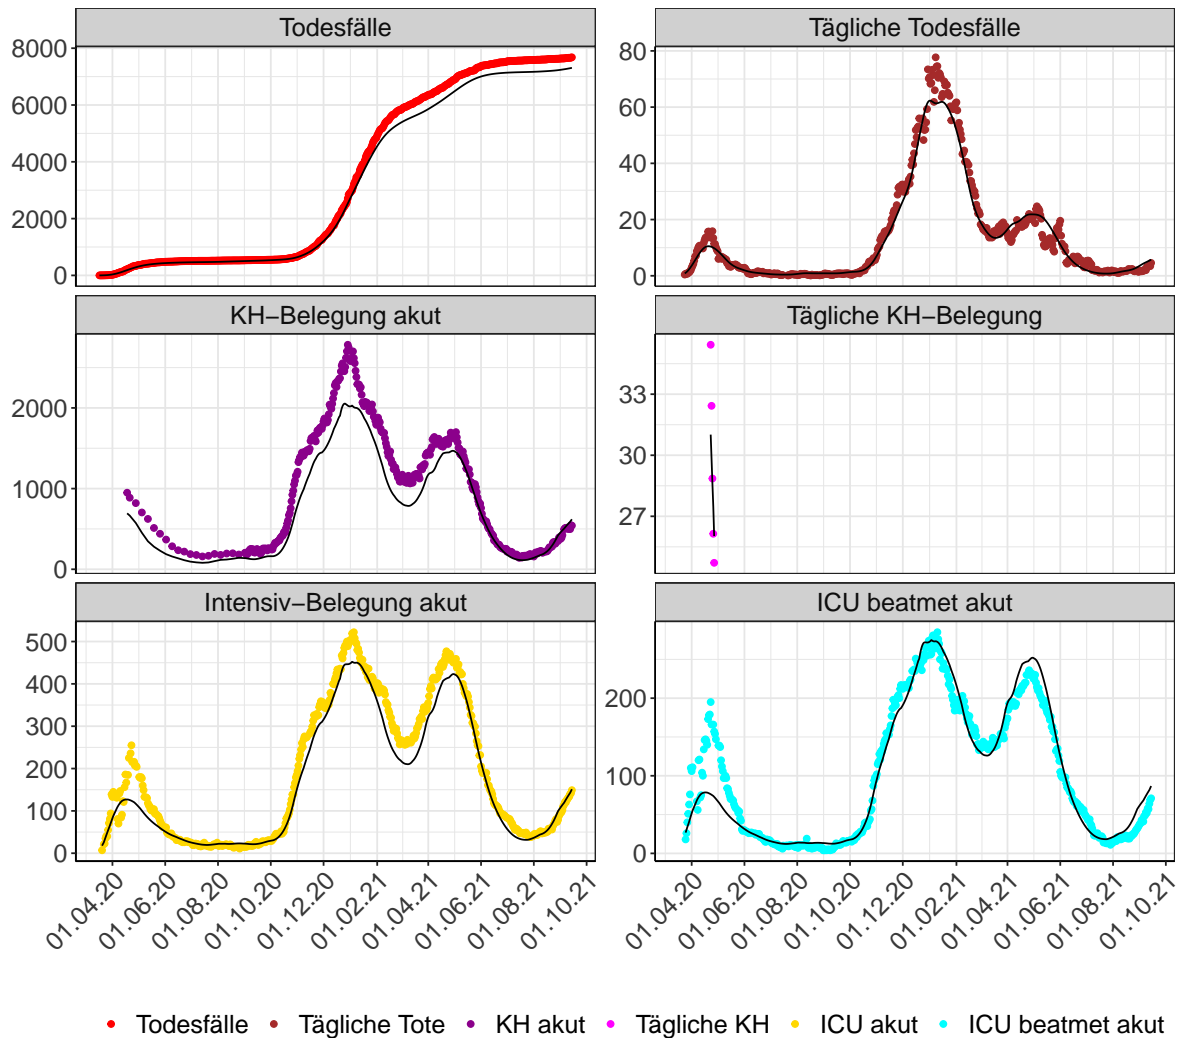 Todesfälle
Tägliche Todesfälle
8000
6000
4000
2000
0
80
60
40
20
0
KH−Belegung akut
Tägliche KH−Belegung
2000
1000
0
33
30
27
Intensiv−Belegung akut
ICU beatmet akut
500
400
300
200
100
0
200
100
0
01.04.20 01.06.20 01.08.20 01.10.20 01.12.20 01.02.21 01.04.21 01.06.21 01.08.21 01.10.21
01.04.20 01.06.20 01.08.20 01.10.20 01.12.20 01.02.21 01.04.21 01.06.21 01.08.21 01.10.21
Todesfälle Tägliche Tote KH akut Tägliche KH ICU akut ICU beatmet akut